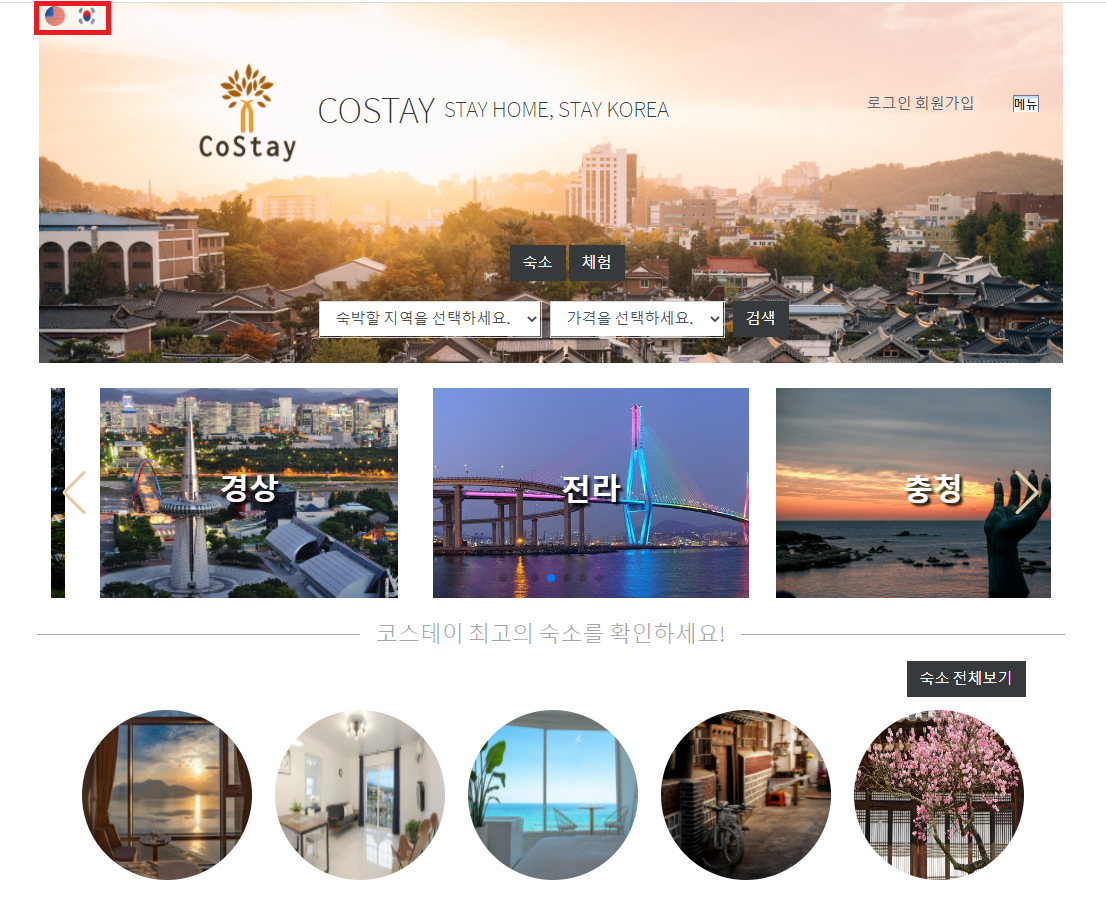 COSTAY STAY HOME, STAY KOREA
로그인 회원가입
메뉴
CoStay
숙소 체험
숙박할 지역을 선택하세요. 가격을 선택하세요. 검색
경상 전라 충청
코스테이 최고의 숙소를 확인하세요!
숙소 전체보기